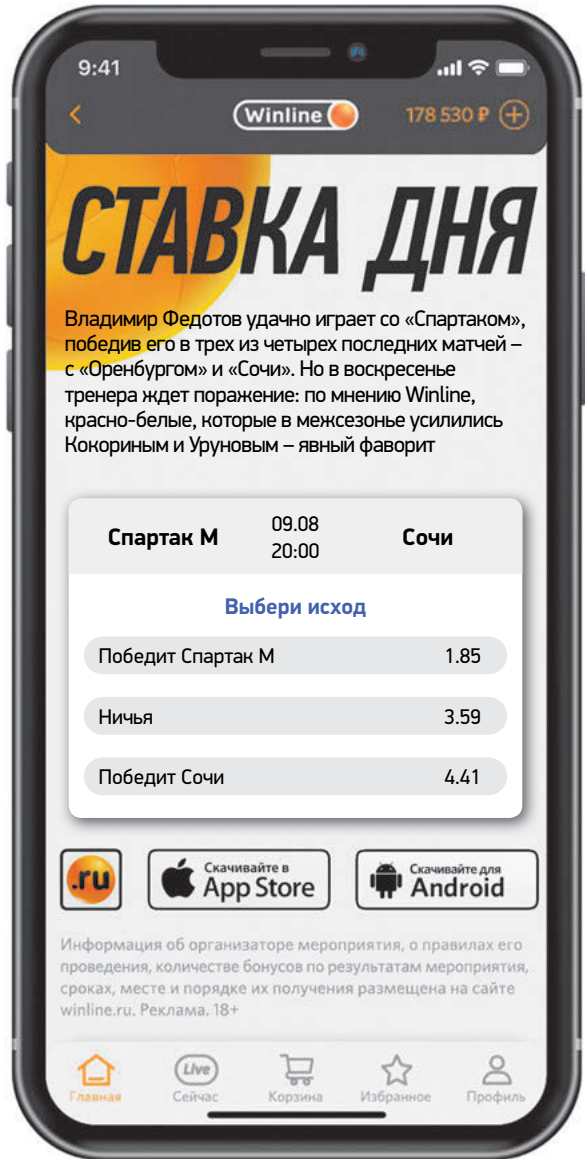 9:41
Winline
178 530 ₽
СТАВКА ДНЯ
Владимир Федотов удачно играет со «Спартаком»,
победив его в трех из четырех последних матчей –
с «Оренбургом» и «Сочи». Но в воскресенье
тренера ждет поражение: по мнению Winline,
красно-белые, которые в межсезонье усилились
Кокориным и Уруновым – явный фаворит
Спартак М 09.08 Сочи
20:00
Выбери исход
Победит Спартак М 1.85
Ничья 3.59
Победит Сочи 4.41
.ru Скачивайте в Скачивайте для
App Store Android
Информация об организаторе мероприятия, о правилах его
проведения, количестве бонусов по результатам мероприятия,
сроках, месте и порядке их получения размещена на сайте
winline.ru. Реклама. 18+
Live
Главная Сейчас Корзина Избранное Профиль